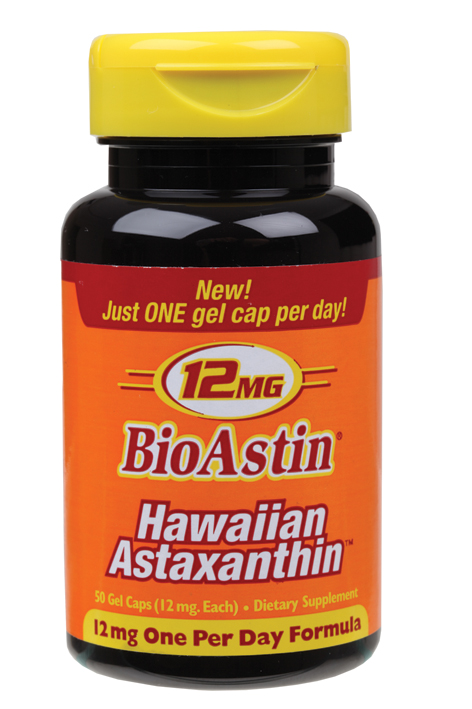 New!
Just ONE gel cap per day!
12MG
BioAstin®
Hawaiian
Astaxanthin™
50 Gel Caps (12 mg. Each) • Dietary Supplement
12mg One Per Day Formula